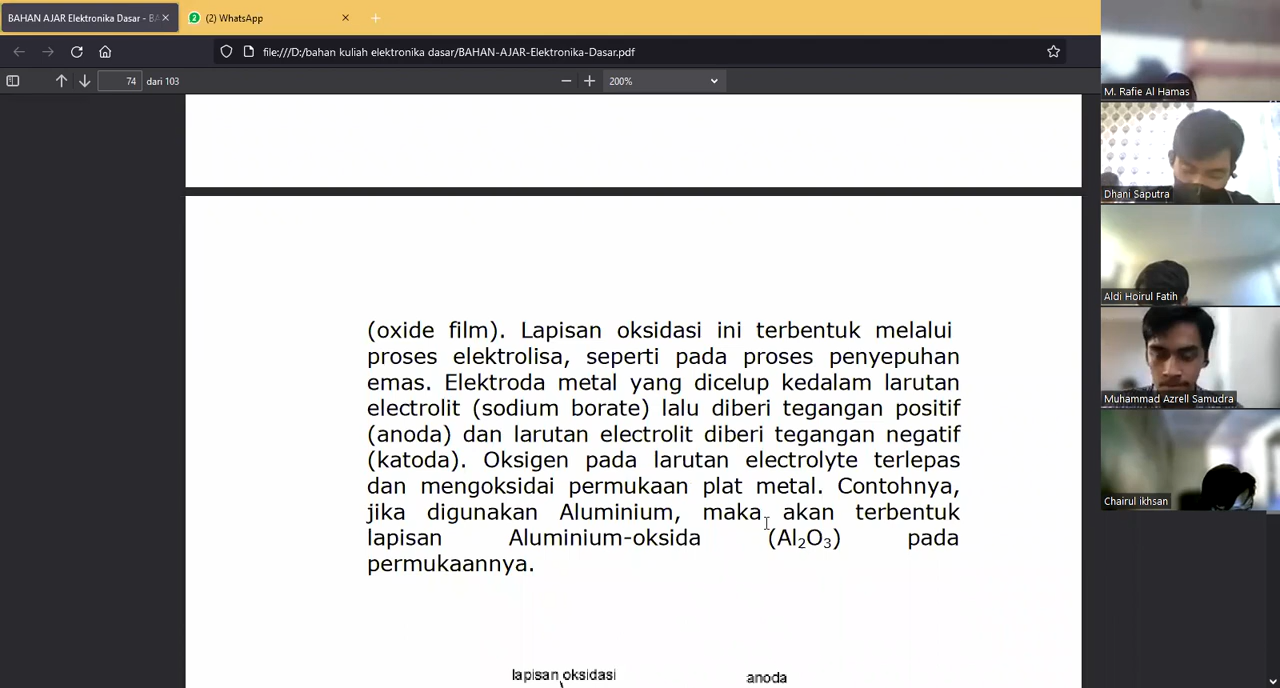 BAHAN AJAR Elektronika Dasar - BA
2 (2) WhatsApp
file:///D:/bahan kuliah elektronika dasar/BAHAN-AJAR-Elektronika-Dasar.pdf
74 dari 103
200%
(oxide film). Lapisan oksidasi ini terbentuk melalui
proses elektrolisa, seperti pada proses penyepuhan
emas. Elektroda metal yang dicelup kedalam larutan
electrolit (sodium borate) lalu diberi tegangan positif
(anoda) dan larutan electrolit diberi tegangan negatif
(katoda). Oksigen pada larutan electrolyte terlepas
dan mengoksidai permukaan plat metal. Contohnya,
jika digunakan Aluminium, maka akan terbentuk
lapisan Aluminium-oksida (Al₂O₃) pada
permukaannya.
lapisan oksidasi anoda
M. Rafie Al Hamas
Dhani Saputra
Aldi Hoirul Fatih
Muhammad Azrell Samudra
Chairul ikhsan